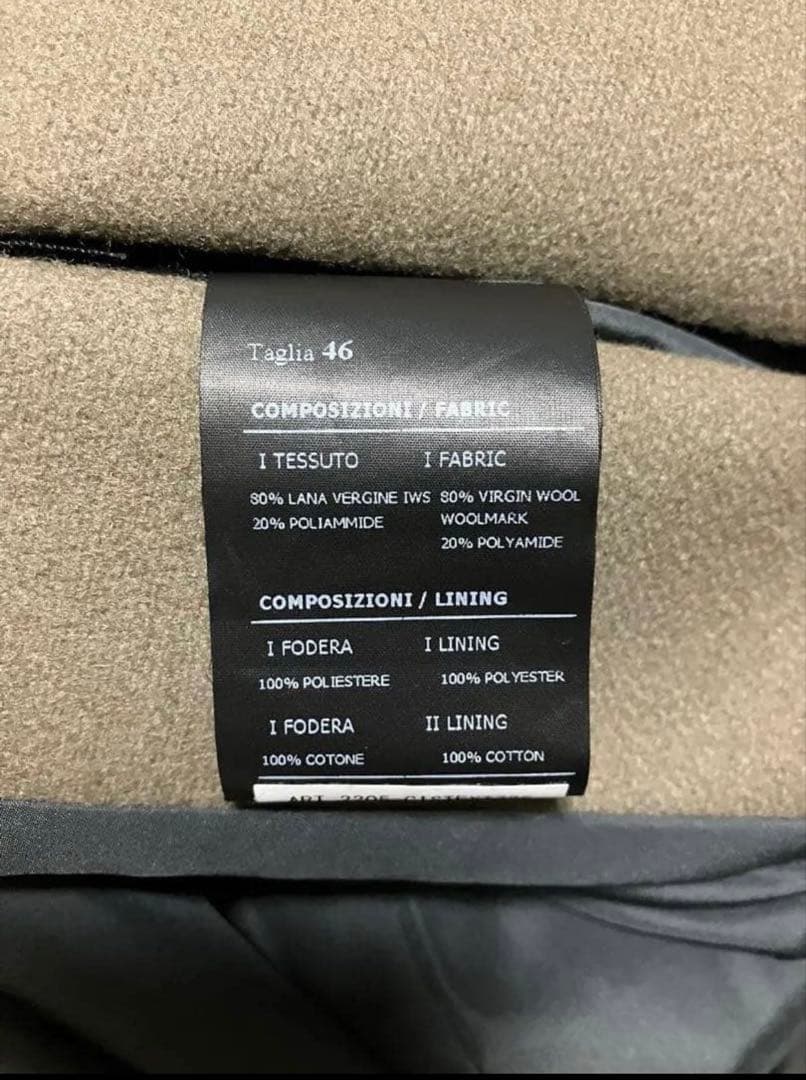 Taglia 46
COMPOSIZIONI / FABRIC
I TESSUTO I FABRIC
80% LANA VERGINE IWS 80% VIRGIN WOOL
20% POLIAMMIDE WOOLMARK
20% POLYAMIDE
COMPOSIZIONI / LINING
I FODERA I LINING
100% POLIESTERE 100% POLYESTER
I FODERA II LINING
100% COTONE 100% COTTON
ART